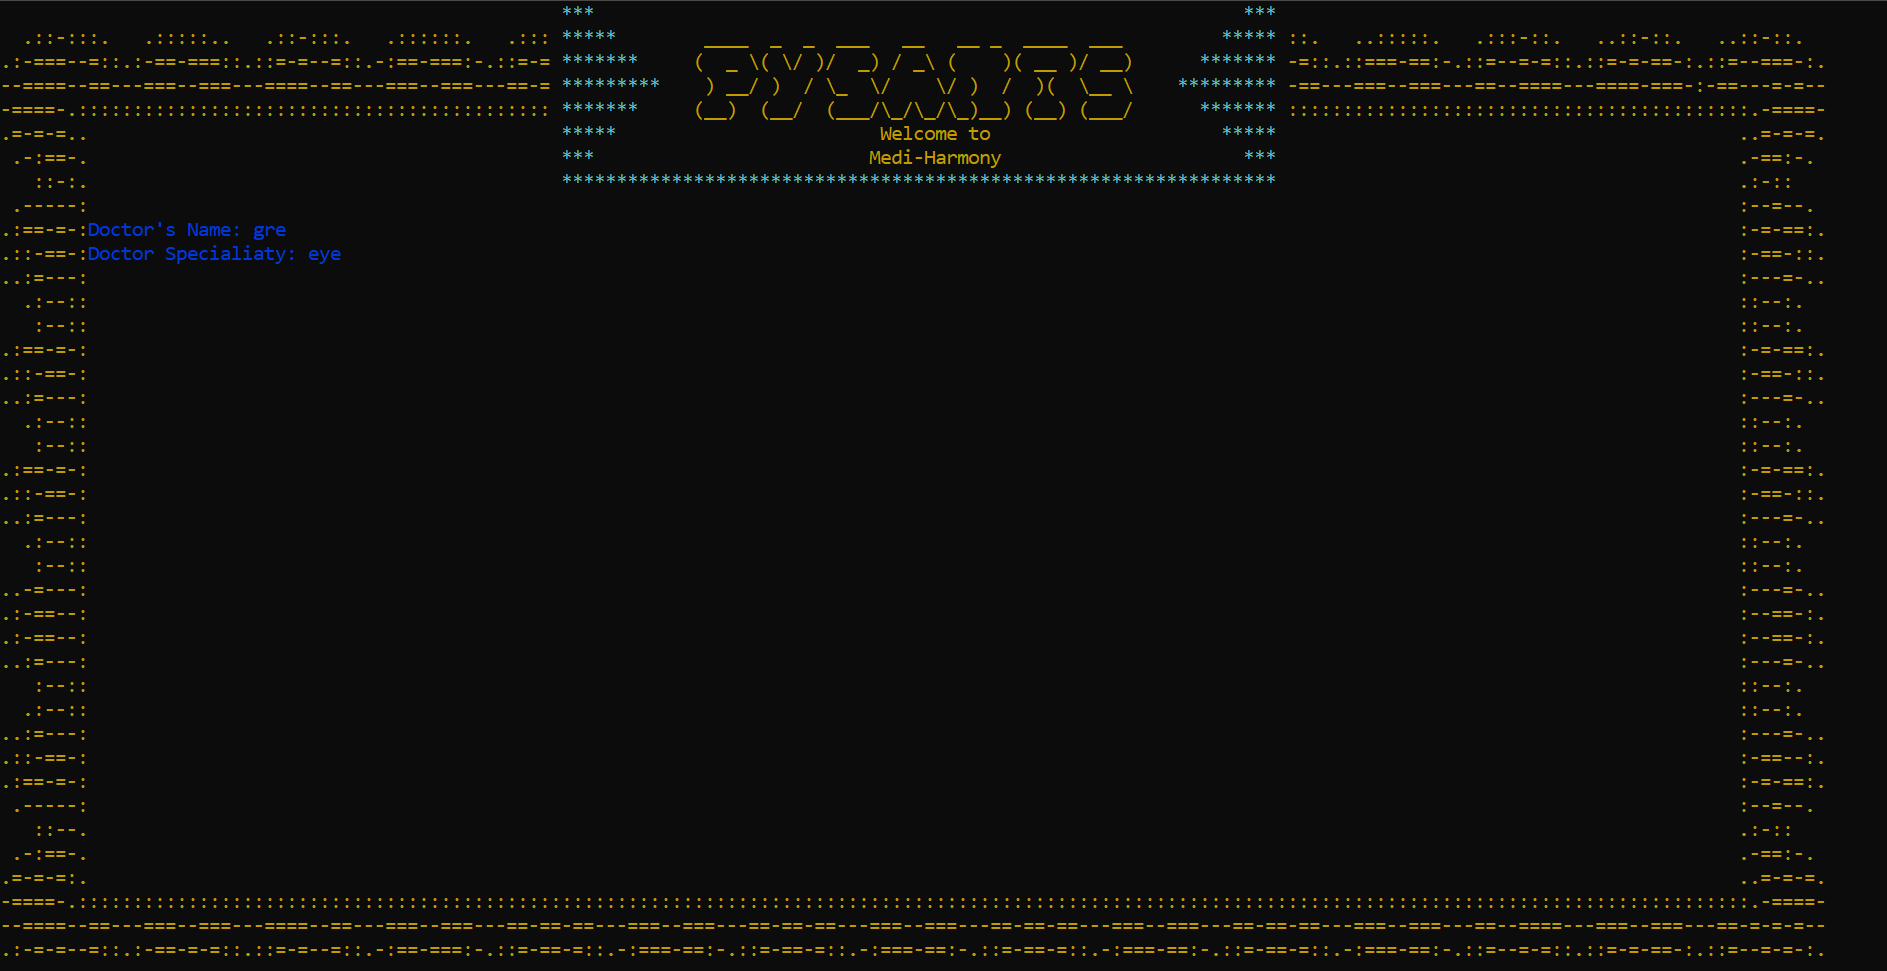 Welcome to
Medi-Harmony
Doctor's Name: gre
Doctor Specialiaty: eye